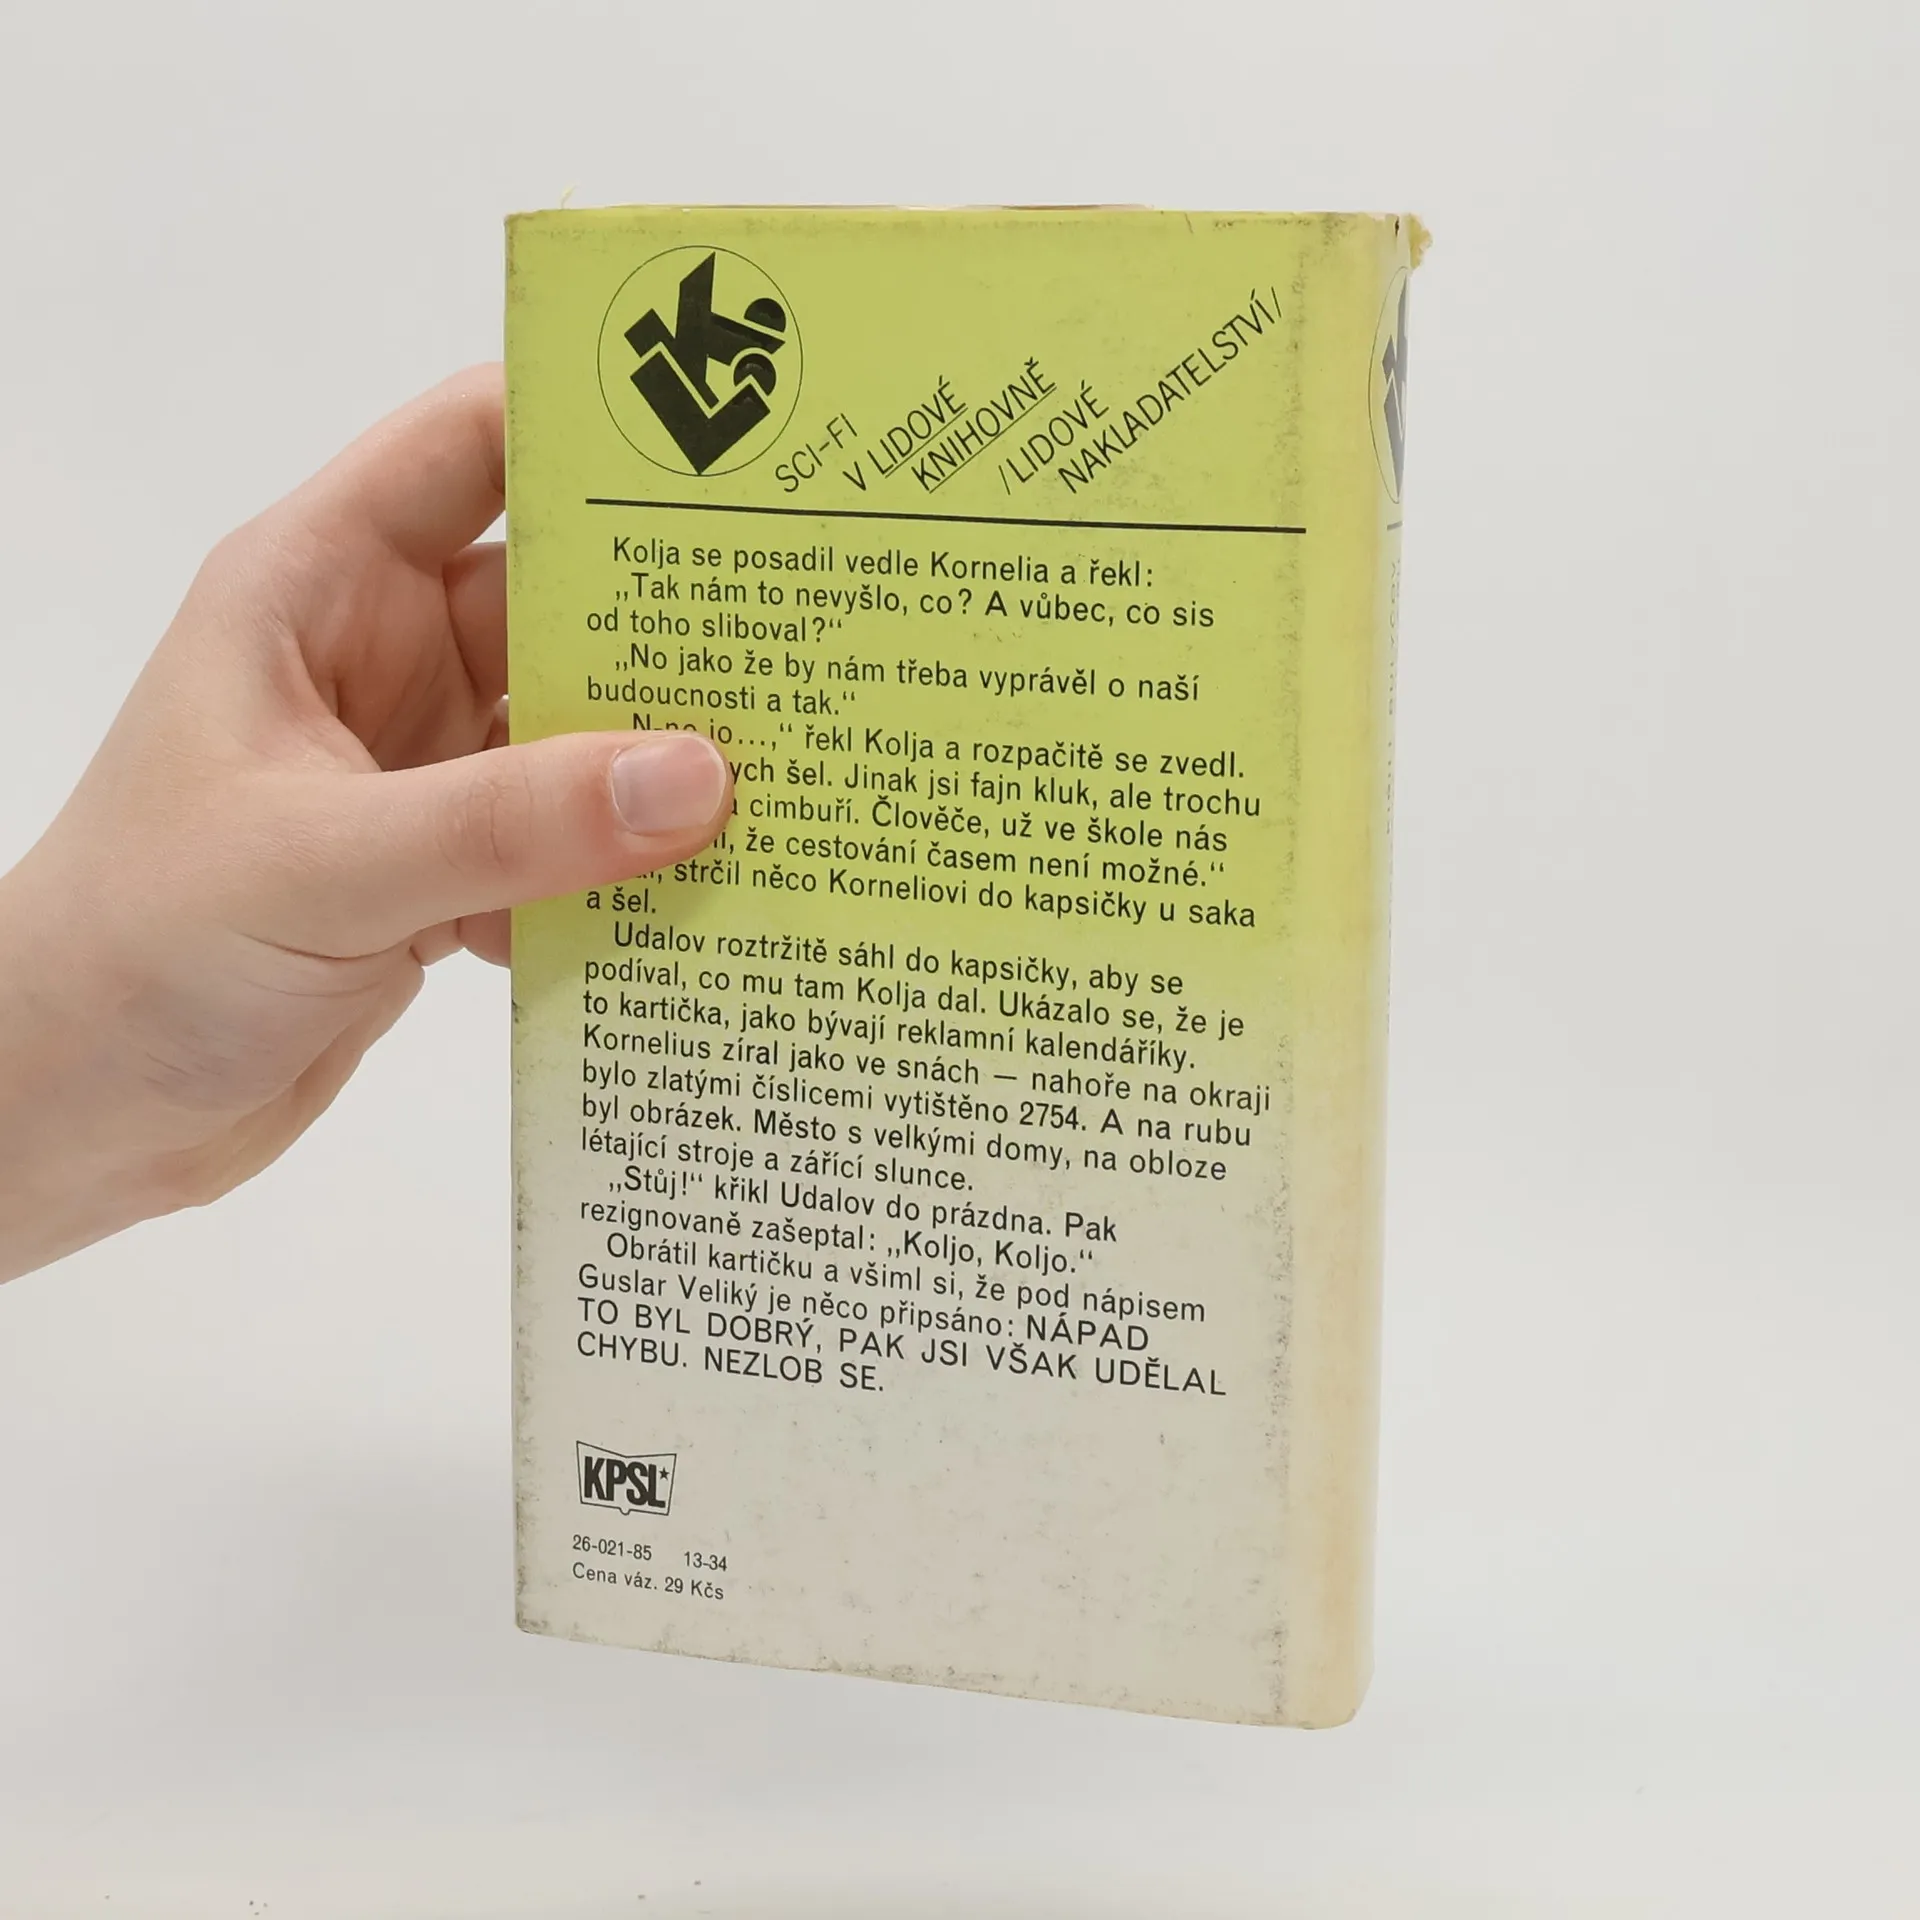 SCI-FI
V LIDOVÉ
KNIHOVNĚ
/LIDOVÉ
NAKLADATELSTVÍ/
Kolja se posadil vedle Kornelia a řekl:
„Tak nám to nevyšlo, co? A vůbec, co sis
od toho sliboval?“
„No jako že by nám třeba vyprávěl o naší
budoucnosti a tak.“
jo...,“ řekl Kolja a rozpačitě se zvedl.
šel. Jinak jsi fajn kluk, ale trochu
cimbuří. Člověče, už ve škole nás
že cestování časem není možné.“
strčil něco Korneliovi do kapsičky u saka
a šel.
Udalov roztržitě sáhl do kapsičky, aby se
podíval, co mu tam Kolja dal. Ukázalo se, že je
to kartička, jako bývají reklamní kalendáříky.
Kornelius zíral jako ve snách — nahoře na okraji
bylo zlatými číslicemi vytištěno 2754. A na rubu
byl obrázek. Město s velkými domy, na obloze
létající stroje a zářící slunce.
„Stůj!“ křikl Udalov do prázdna. Pak
rezignovaně zašeptal: „Koljo, Koljo.“
Obrátil kartičku a všiml si, že pod nápisem
Guslar Veliký je něco připsáno: NÁPAD
TO BYL DOBRÝ, PAK JSI VŠAK UDĚLAL
CHYBU. NEZLOB SE.
KPSL
26-021-85 13-34
Cena váz. 29 Kčs